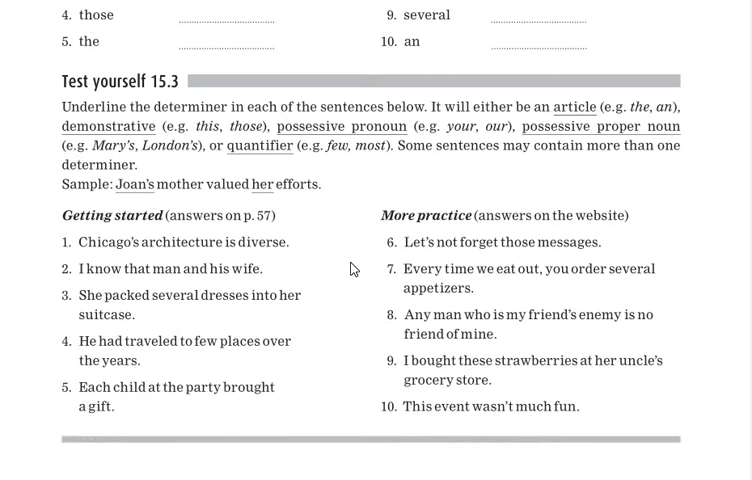 4. those ........................
9. several ........................
5. the ........................
10. an ........................
Test yourself 15.3
Underline the determiner in each of the sentences below. It will either be an article (e.g. the, an),
demonstrative (e.g. this, those), possessive pronoun (e.g. your, our), possessive proper noun
(e.g. Mary's, London's), or quantifier (e.g. few, most). Some sentences may contain more than one
determiner.
Sample: Joan's mother valued her efforts.
Getting started (answers on p. 57)
1. Chicago's architecture is diverse.
2. I know that man and his wife.
3. She packed several dresses into her
suitcase.
4. He had traveled to few places over
the years.
5. Each child at the party brought
a gift.
More practice (answers on the website)
6. Let's not forget those messages.
7. Every time we eat out, you order several
appetizers.
8. Any man who is my friend's enemy is no
friend of mine.
9. I bought these strawberries at her uncle's
grocery store.
10. This event wasn't much fun.